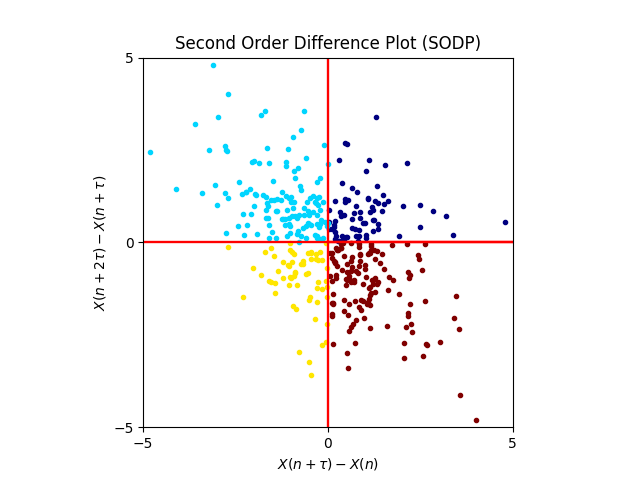 Second Order Difference Plot (SODP)
5
0
−5
X(n + 2τ) − X(n + τ)
−5
0
5
X(n + τ) − X(n)